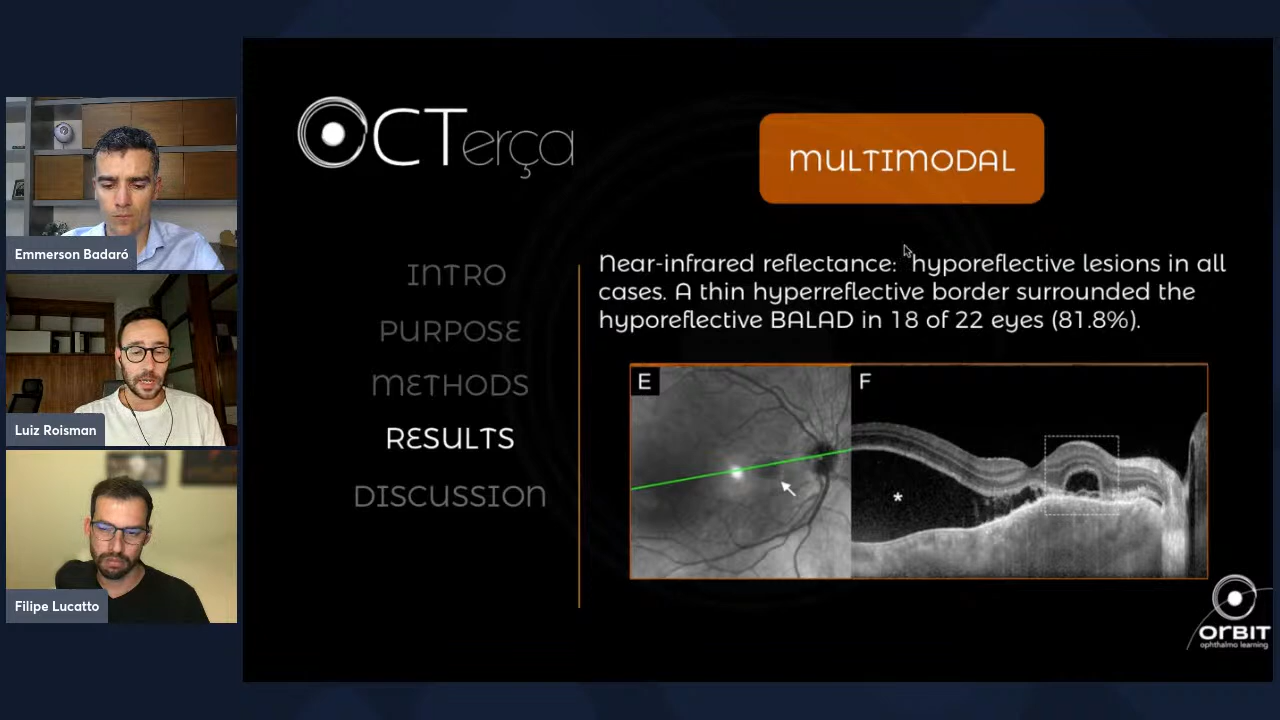 OCTerça
MULTIMODAL
INTRO
PURPOSE
METHODS
RESULTS
DISCUSSION
Near-infrared reflectance: hyporeflective lesions in all
cases. A thin hyperreflective border surrounded the
hyporeflective BALAD in 18 of 22 eyes (81.8%).
E
F
*
Emmerson Badaró
Luiz Roisman
Filipe Lucatto
ORBIT
ophthalmo learning